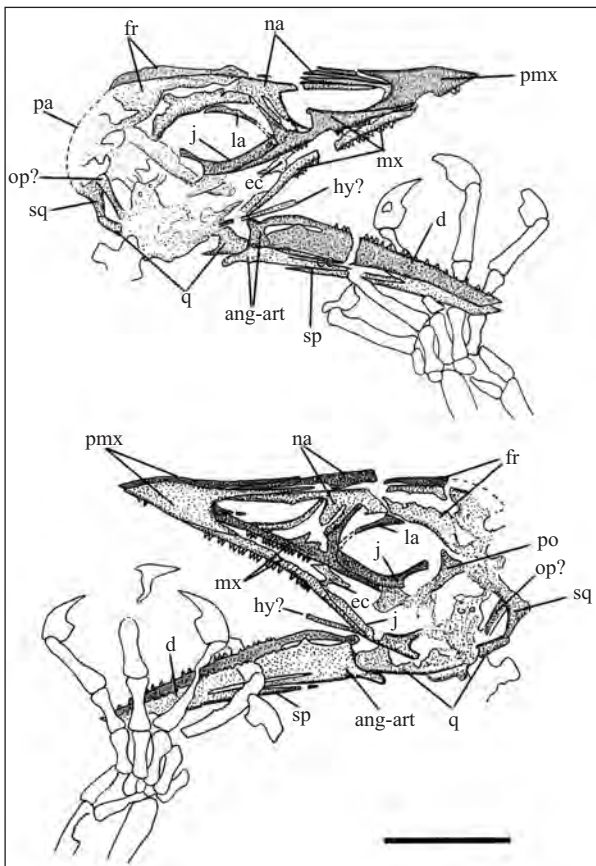 fr
na
pmx
pa
la
j
mx
op?
ec
hy?
sq
d
q
ang-art
sp
pmx
na
fr
la
po
j
op?
mx
ec
sq
hy?
j
d
sp
ang-art
q